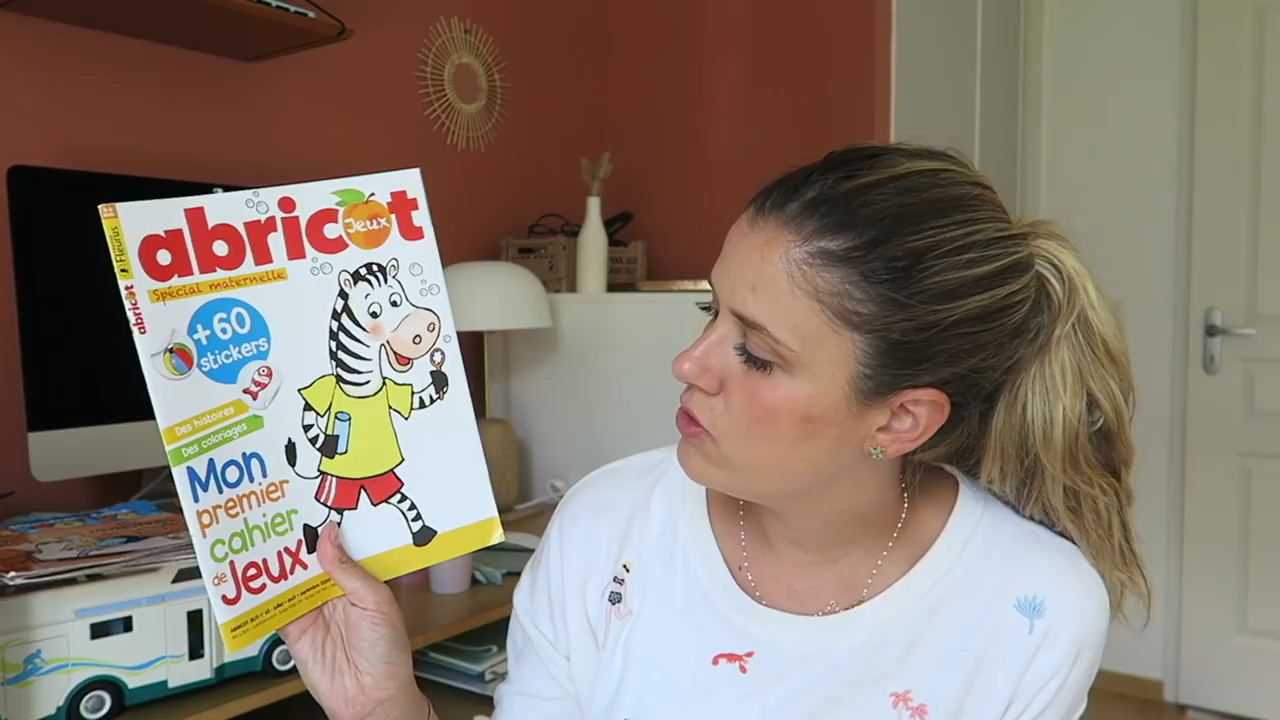 Fleurus
abricot
Jeux
Spécial maternelle
abricot
+60
stickers
Des histoires
Des coloriages
Mon
premier
cahier
de Jeux